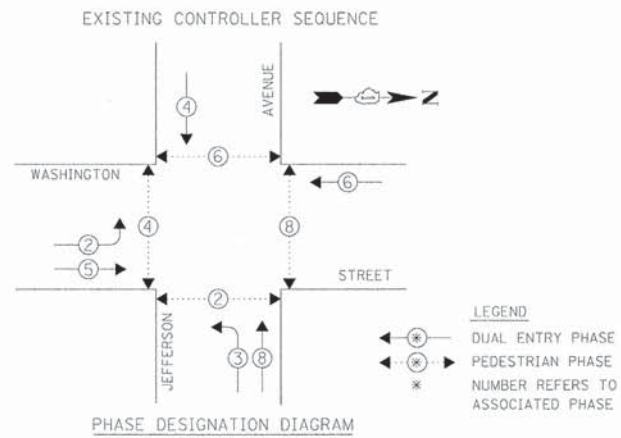 EXISTING CONTROLLER SEQUENCE
4
AVENUE
N
6
WASHINGTON
6
4
8
2
5
STREET
2
JEFFERSON
3
8
LEGEND
* DUAL ENTRY PHASE
* PEDESTRIAN PHASE
* NUMBER REFERS TO
ASSOCIATED PHASE
PHASE DESIGNATION DIAGRAM